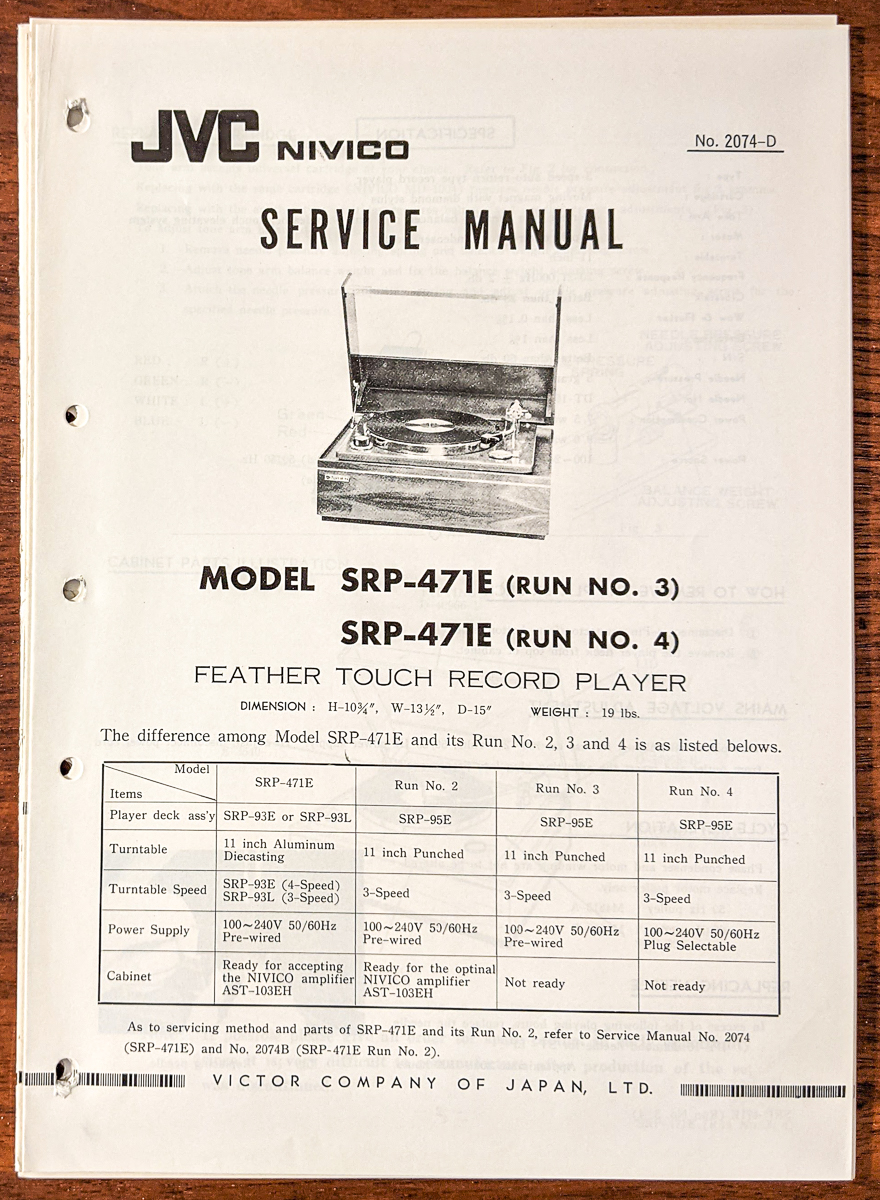 JVC NIVICO
No. 2074-D
SERVICE MANUAL
MODEL SRP-471E (RUN NO. 3)
SRP-471E (RUN NO. 4)
FEATHER TOUCH RECORD PLAYER
DIMENSION : H-10¾″, W-13½″, D-15″ WEIGHT : 19 lbs.
The difference among Model SRP-471E and its Run No. 2, 3 and 4 is as listed belows.
Model
Items
SRP-471E Run No. 2 Run No. 3 Run No. 4
Player deck ass'y SRP-93E or SRP-93L SRP-95E SRP-95E SRP-95E
Turntable 11 inch Aluminum
Diecasting 11 inch Punched 11 inch Punched 11 inch Punched
Turntable Speed SRP-93E (4-Speed)
SRP-93L (3-Speed) 3-Speed 3-Speed 3-Speed
Power Supply 100~240V 50/60Hz
Pre-wired 100~240V 50/60Hz
Pre-wired 100~240V 50/60Hz
Pre-wired 100~240V 50/60Hz
Plug Selectable
Cabinet Ready for accepting
the NIVICO amplifier
AST-103EH Ready for the optinal
NIVICO amplifier
AST-103EH Not ready Not ready
As to servicing method and parts of SRP-471E and its Run No. 2, refer to Service Manual No. 2074
(SRP-471E) and No. 2074B (SRP-471E Run No. 2).
VICTOR COMPANY OF JAPAN, LTD.